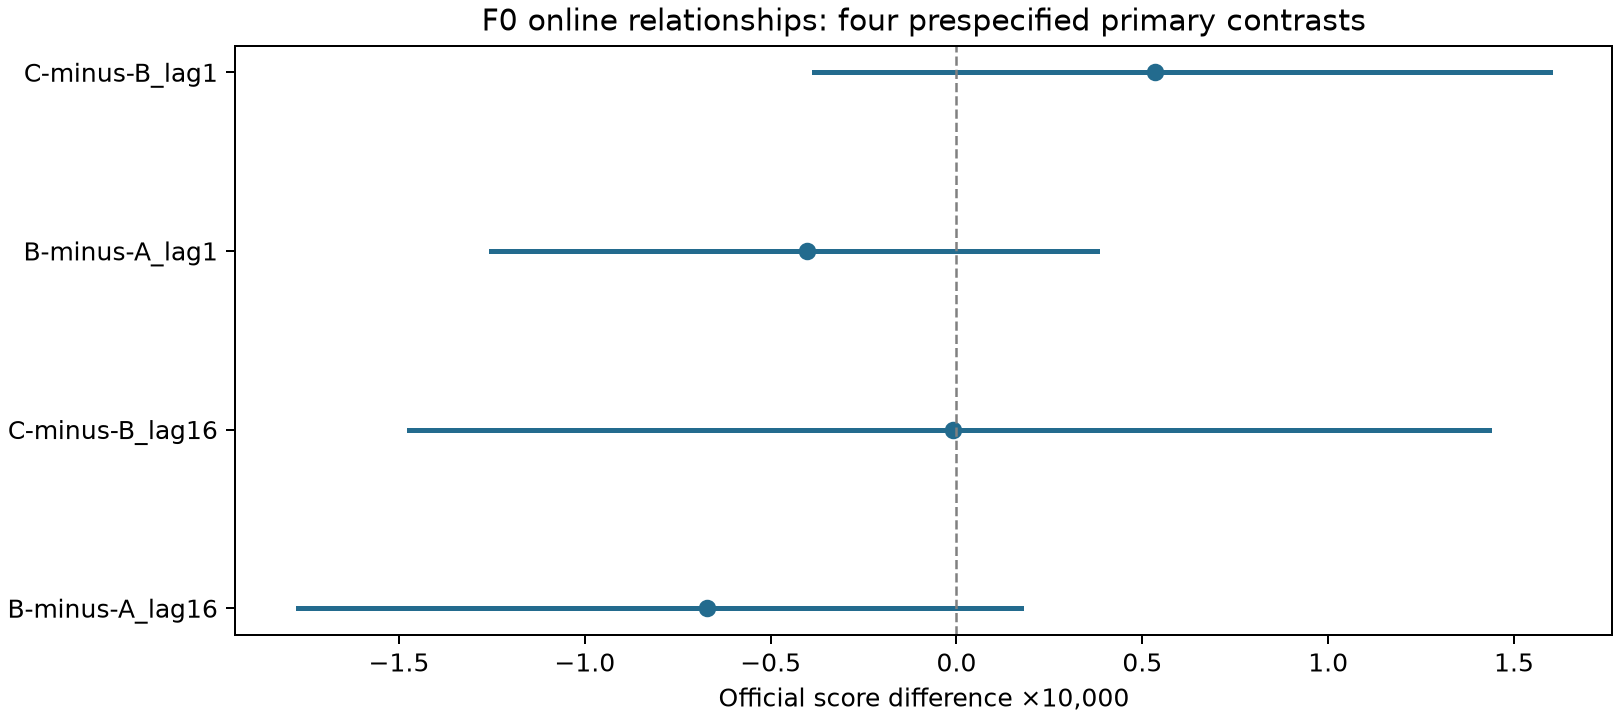 F0 online relationships: four prespecified primary contrasts
C-minus-B_lag1
B-minus-A_lag1
C-minus-B_lag16
B-minus-A_lag16
−1.5 −1.0 −0.5 0.0 0.5 1.0 1.5
Official score difference ×10,000